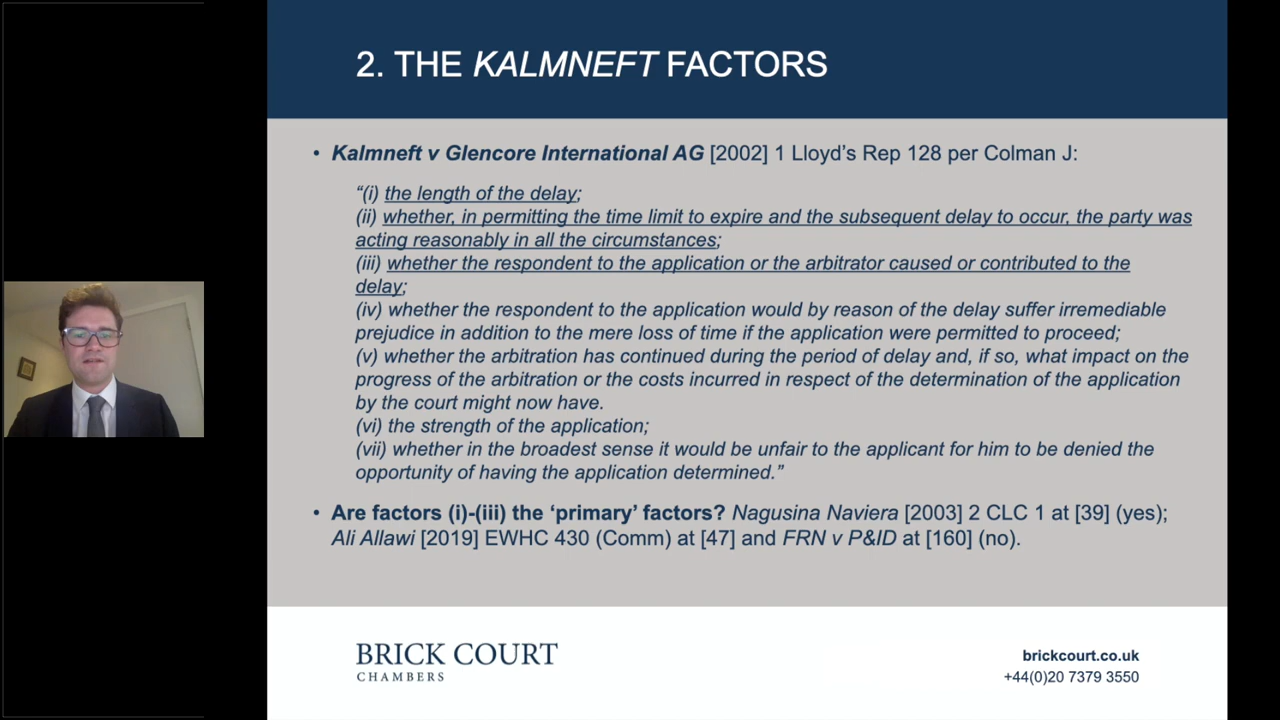 2. THE KALMNEFT FACTORS
• Kalmneft v Glencore International AG [2002] 1 Lloyd’s Rep 128 per Colman J:
“(i) the length of the delay;
(ii) whether, in permitting the time limit to expire and the subsequent delay to occur, the party was
acting reasonably in all the circumstances;
(iii) whether the respondent to the application or the arbitrator caused or contributed to the
delay;
(iv) whether the respondent to the application would by reason of the delay suffer irremediable
prejudice in addition to the mere loss of time if the application were permitted to proceed;
(v) whether the arbitration has continued during the period of delay and, if so, what impact on the
progress of the arbitration or the costs incurred in respect of the determination of the application
by the court might now have.
(vi) the strength of the application;
(vii) whether in the broadest sense it would be unfair to the applicant for him to be denied the
opportunity of having the application determined.”
• Are factors (i)-(iii) the ‘primary’ factors? Nagusina Naviera [2003] 2 CLC 1 at [39] (yes);
Ali Allawi [2019] EWHC 430 (Comm) at [47] and FRN v P&ID at [160] (no).
BRICK COURT
CHAMBERS
brickcourt.co.uk
+44(0)20 7379 3550